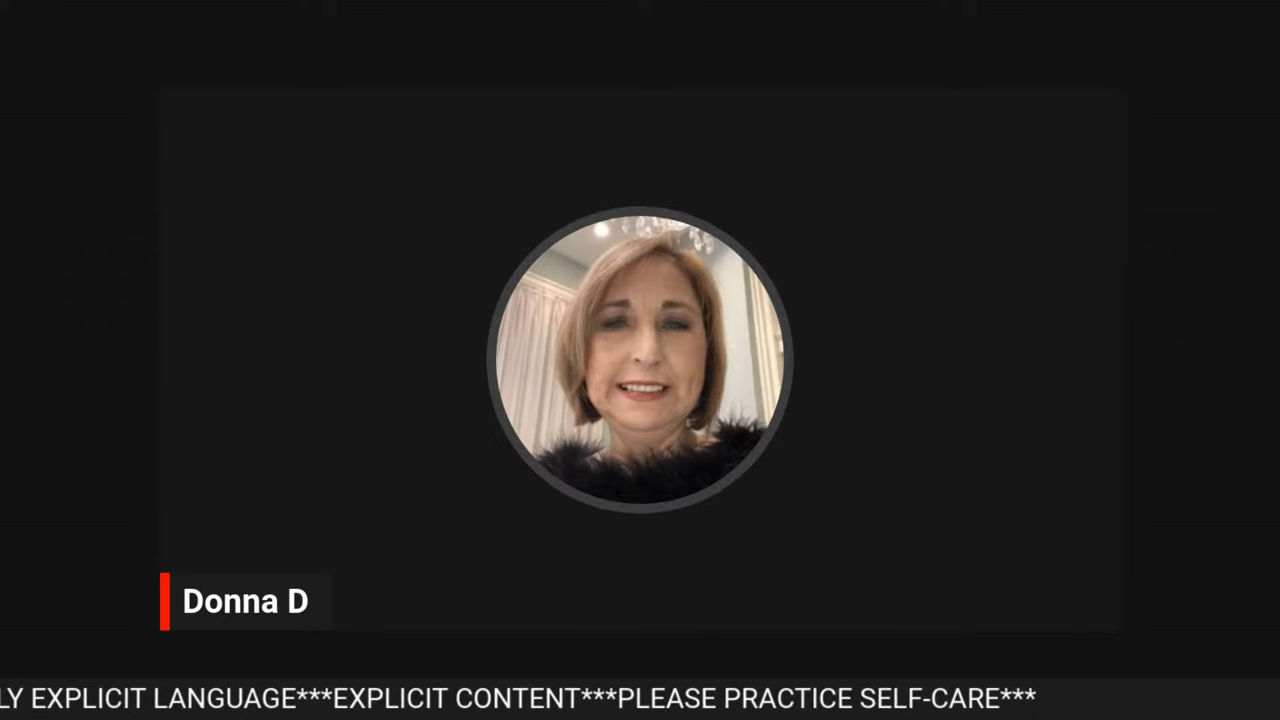 Donna D
LY EXPLICIT LANGUAGE***EXPLICIT CONTENT***PLEASE PRACTICE SELF-CARE***